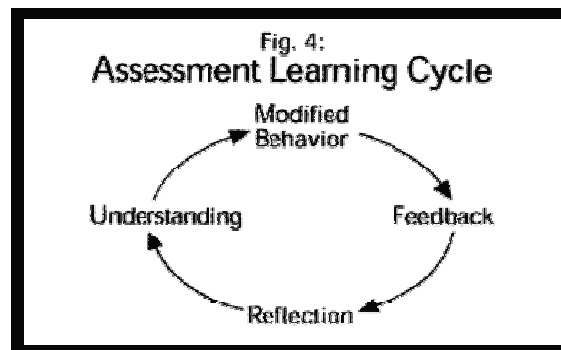 Fig. 4:
Assessment Learning Cycle
Modified
Behavior
Understanding
Feedback
Reflection